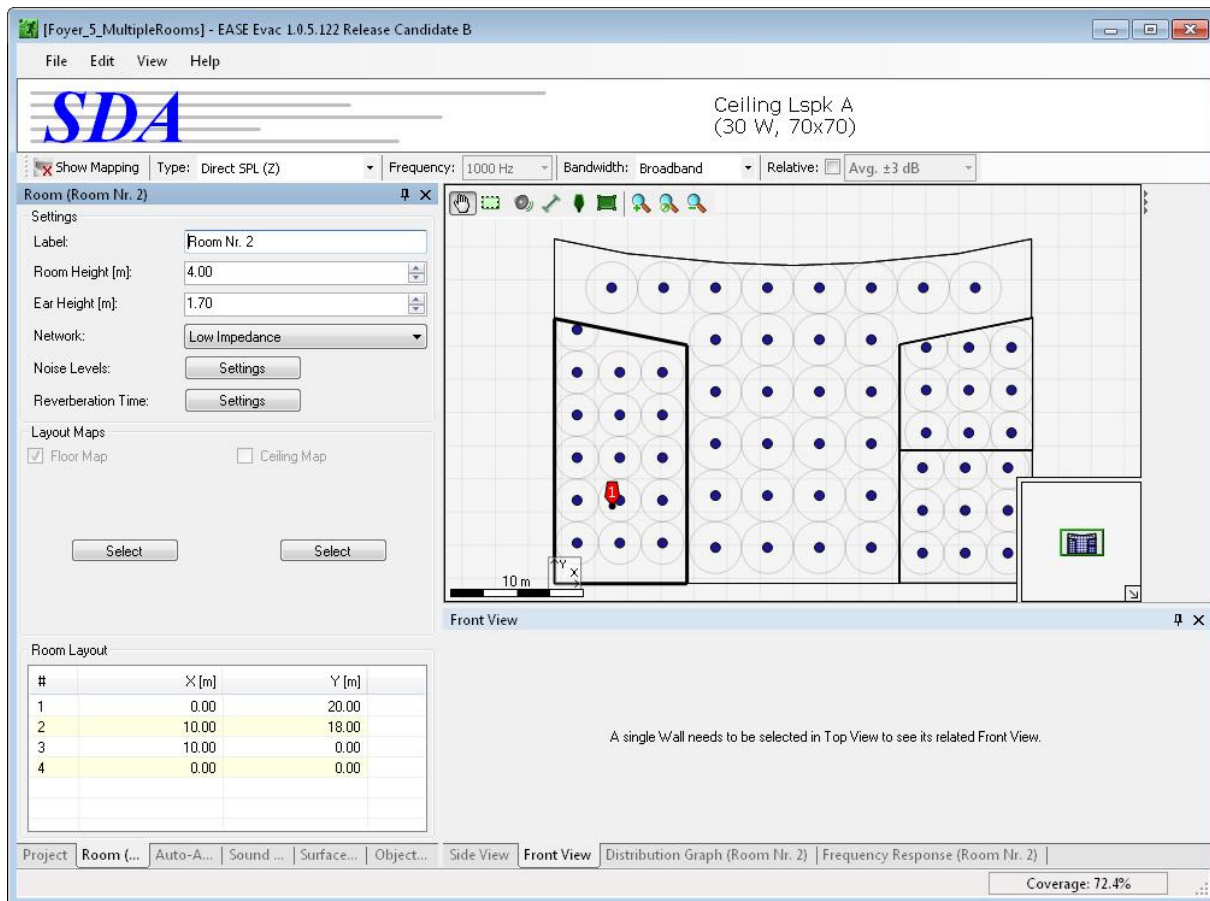 [Foyer_5_MultipleRooms] - EASE Evac 1.0.5.122 Release Candidate B
File Edit View Help
SDA
Ceiling Lspk A
(30 W, 70x70)
Show Mapping Type: Direct SPL (Z) Frequency: 1000 Hz Bandwidth: Broadband Relative: Avg. ±3 dB
Room (Room Nr. 2)
Settings
Label: Room Nr. 2
Room Height [m]: 4.00
Ear Height [m]: 1.70
Network: Low Impedance
Noise Levels: Settings
Reverberation Time: Settings
Layout Maps
Floor Map Ceiling Map
Select Select
Room Layout
# X [m] Y [m]
1 0.00 20.00
2 10.00 18.00
3 10.00 0.00
4 0.00 0.00
Project Room (... Auto-A... Sound ... Surface... Object...
1
Y X
10 m
Front View
A single Wall needs to be selected in Top View to see its related Front View.
Side View Front View Distribution Graph (Room Nr. 2) Frequency Response (Room Nr. 2)
Coverage: 72.4%